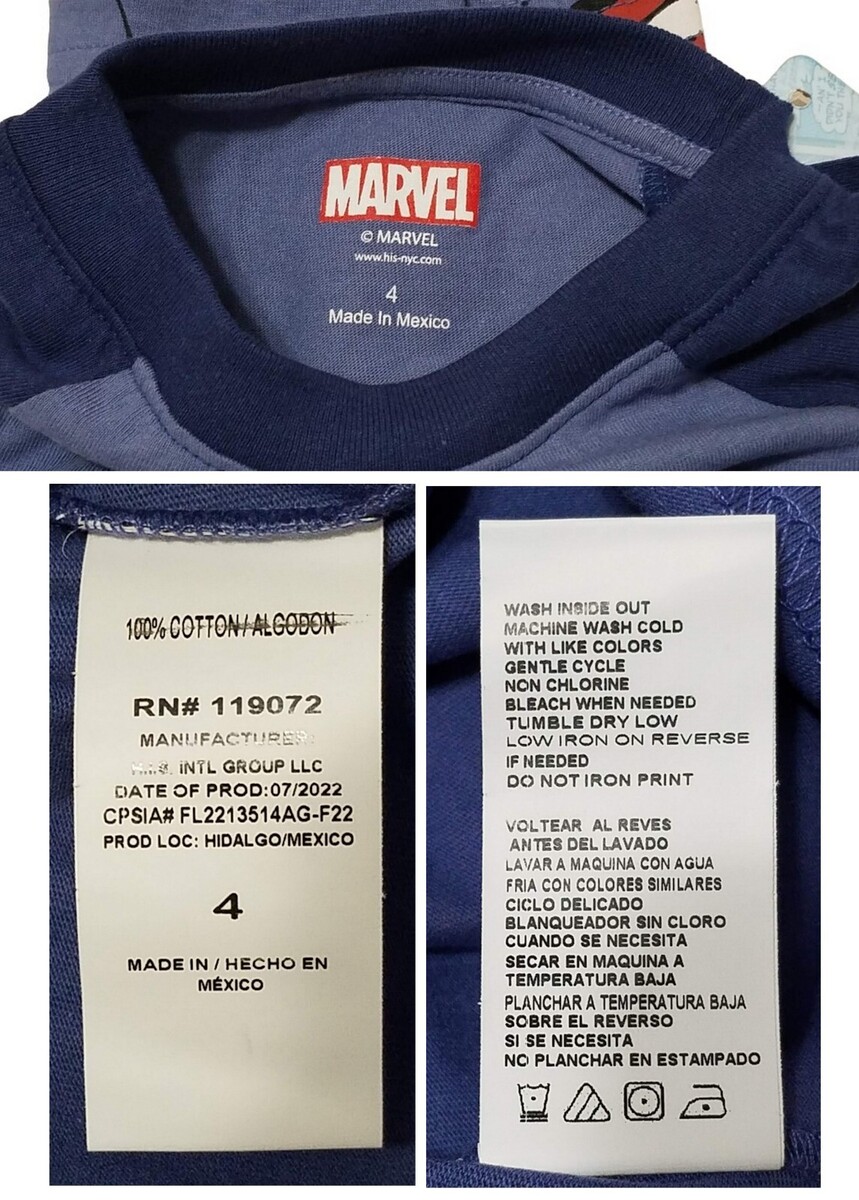 MARVEL
© MARVEL
www.his-nyc.com
4
Made In Mexico
100% COTTON / ALGODON
RN# 119072
MANUFACTURER:
H.I.S. INTL GROUP LLC
DATE OF PROD:07/2022
CPSIA# FL2213514AG-F22
PROD LOC: HIDALGO/MEXICO
4
MADE IN / HECHO EN
MÉXICO
WASH INSIDE OUT
MACHINE WASH COLD
WITH LIKE COLORS
GENTLE CYCLE
NON CHLORINE
BLEACH WHEN NEEDED
TUMBLE DRY LOW
LOW IRON ON REVERSE
IF NEEDED
DO NOT IRON PRINT
VOLTEAR AL REVES
ANTES DEL LAVADO
LAVAR A MAQUINA CON AGUA
FRIA CON COLORES SIMILARES
CICLO DELICADO
BLANQUEADOR SIN CLORO
CUANDO SE NECESITA
SECAR EN MAQUINA A
TEMPERATURA BAJA
PLANCHAR A TEMPERATURA BAJA
SOBRE EL REVERSO
SI SE NECESITA
NO PLANCHAR EN ESTAMPADO